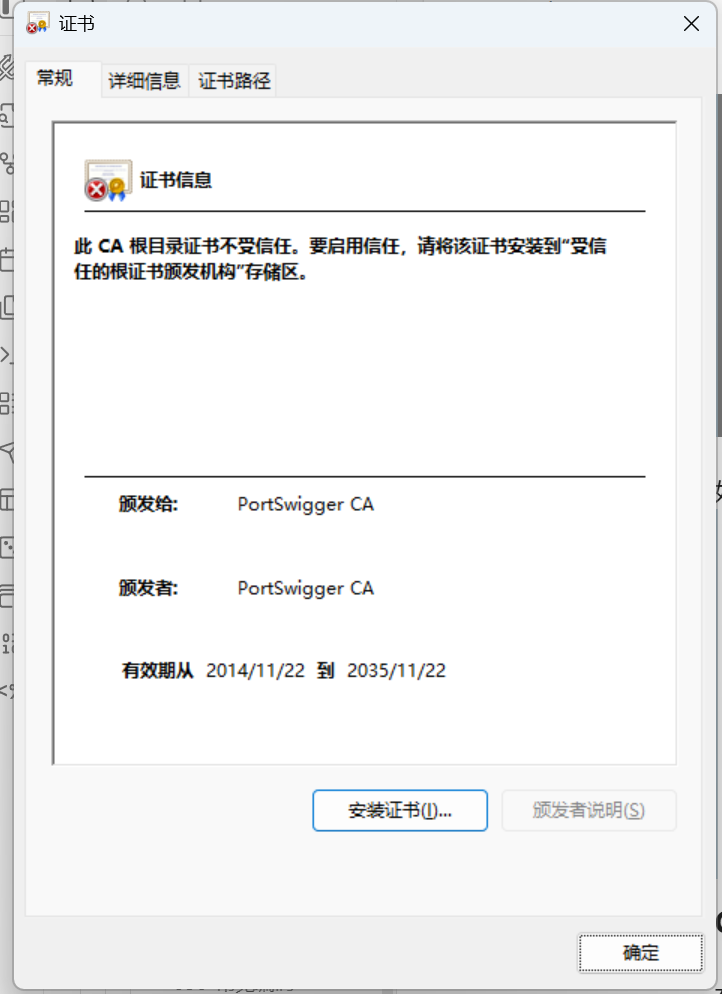 证书
常规
详细信息
证书路径
证书信息
此 CA 根目录证书不受信任。要启用信任，请将该证书安装到“受信
任的根证书颁发机构”存储区。
颁发给: PortSwigger CA
颁发者: PortSwigger CA
有效期从 2014/11/22 到 2035/11/22
安装证书(I)...
颁发者说明(S)
确定